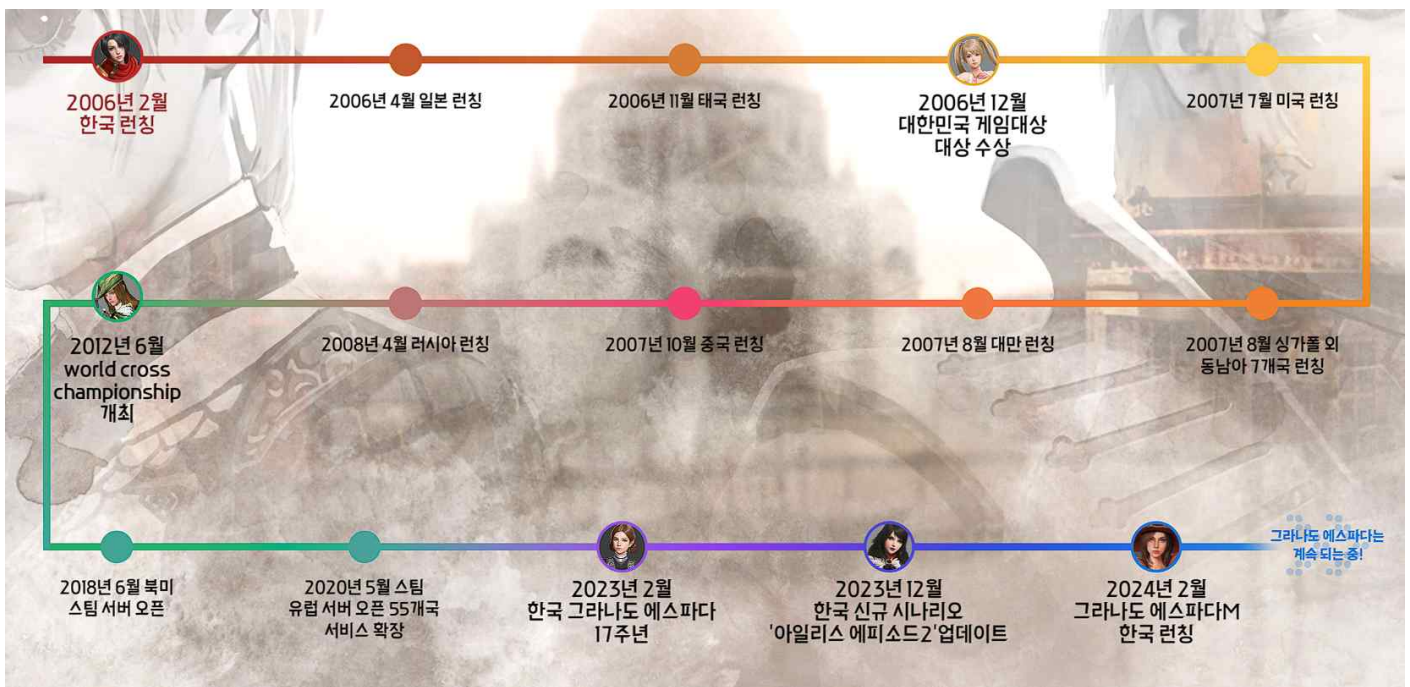 2006년 2월
한국 런칭
2006년 4월 일본 런칭
2006년 11월 태국 런칭
2006년 12월
대한민국 게임대상
대상 수상
2007년 7월 미국 런칭
2007년 8월 싱가폴 외
동남아 7개국 런칭
2007년 8월 대만 런칭
2007년 10월 중국 런칭
2008년 4월 러시아 런칭
2012년 6월
world cross
championship
개최
2018년 6월 북미
스팀 서버 오픈
2020년 5월 스팀
유럽 서버 오픈 55개국
서비스 확장
2023년 2월
한국 그라나도 에스파다
17주년
2023년 12월
한국 신규 시나리오
'아일리스 에피소드2'업데이트
2024년 2월
그라나도 에스파다M
한국 런칭
그라나도 에스파다는
계속 되는 중!